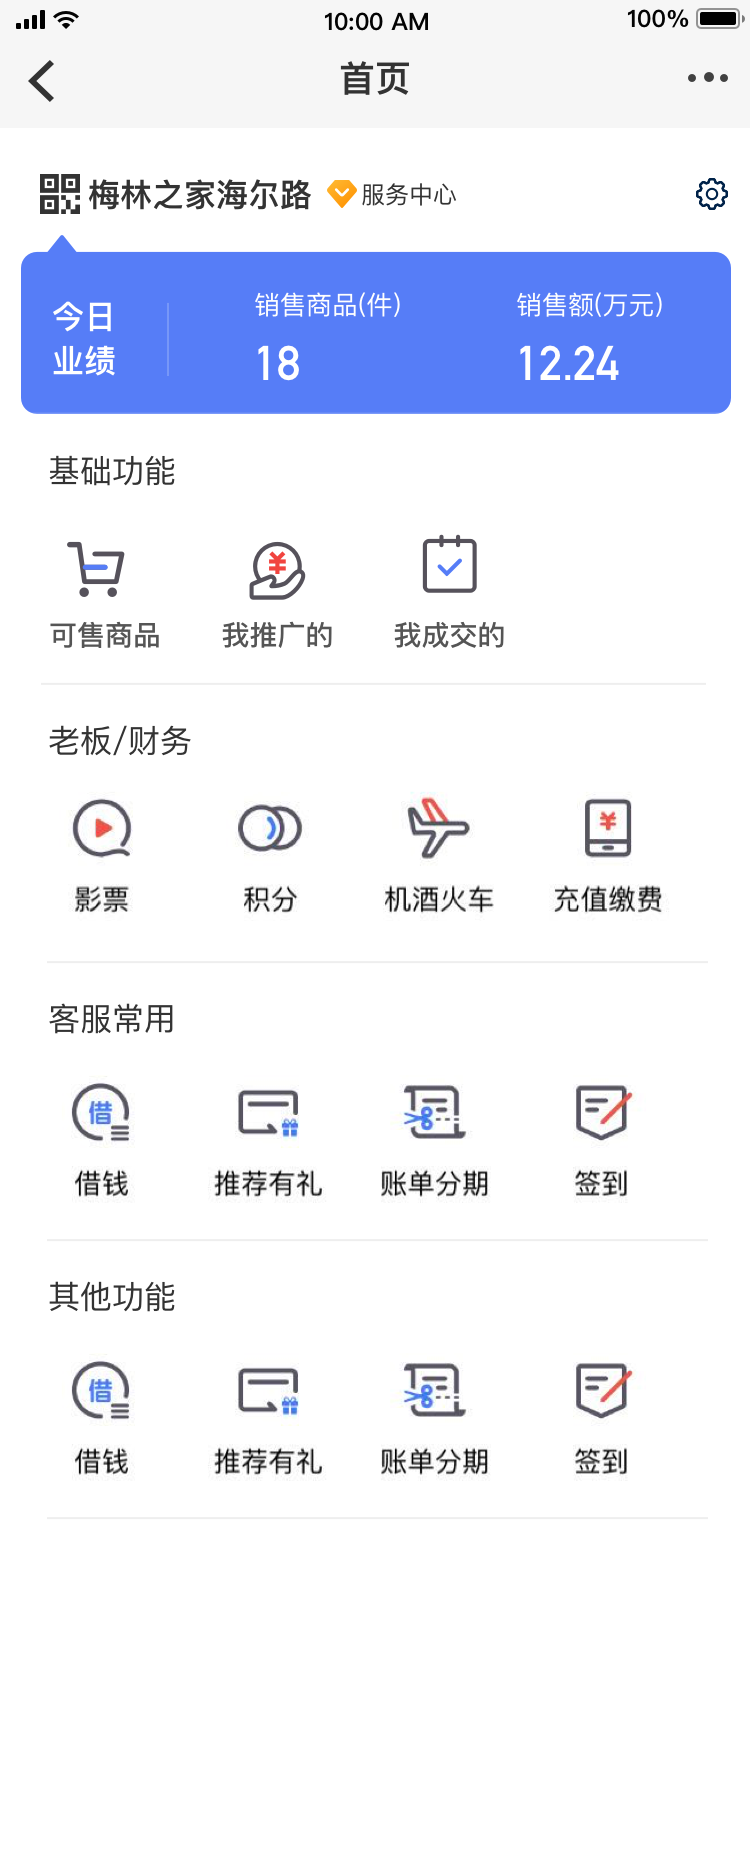 10:00 AM 100%
首页
梅林之家海尔路 服务中心
今日
业绩
销售商品(件) 销售额(万元)
18 12.24
基础功能
¥
可售商品 我推广的 我成交的
老板/财务
¥
影票 积分 机酒火车 充值缴费
客服常用
借
借钱 推荐有礼 账单分期 签到
其他功能
借
借钱 推荐有礼 账单分期 签到